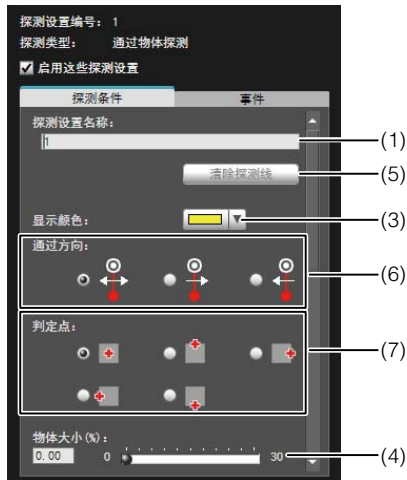 探测设置编号： 1
探测类型： 通过物体探测
启用这些探测设置
探测条件 事件
探测设置名称：
1 (1)
清除探测线 (5)
显示颜色： (3)
通过方向：
(6)
判定点：
(7)
物体大小(%)：
0.00 0 30 (4)